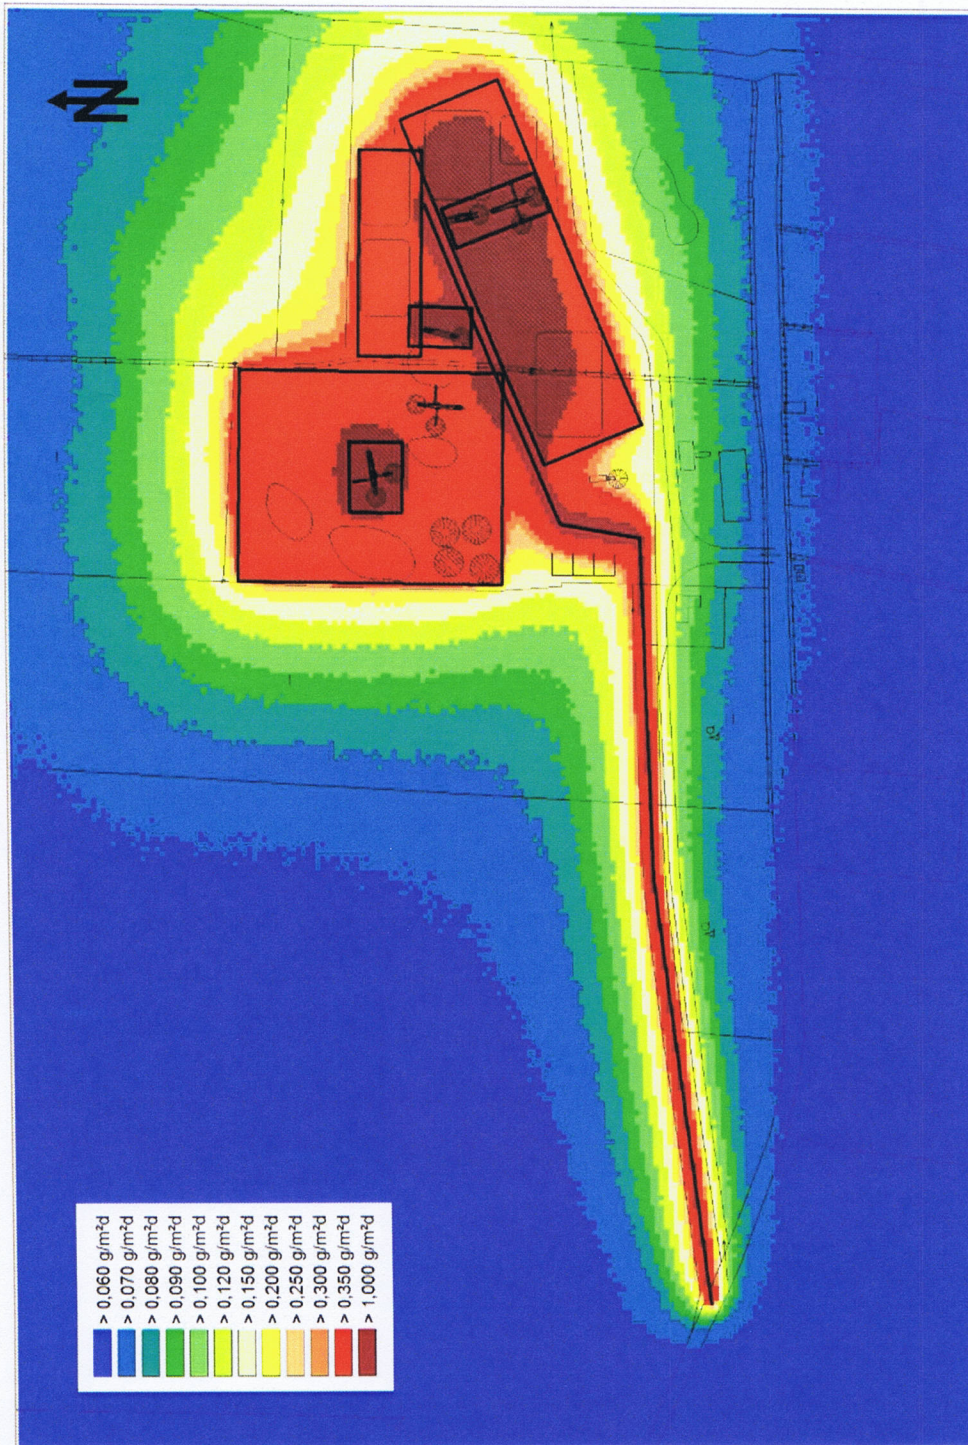 N
> 0,060 g/m²d
> 0,070 g/m²d
> 0,080 g/m²d
> 0,090 g/m²d
> 0,100 g/m²d
> 0,120 g/m²d
> 0,150 g/m²d
> 0,200 g/m²d
> 0,250 g/m²d
> 0,300 g/m²d
> 0,350 g/m²d
> 1,000 g/m²d